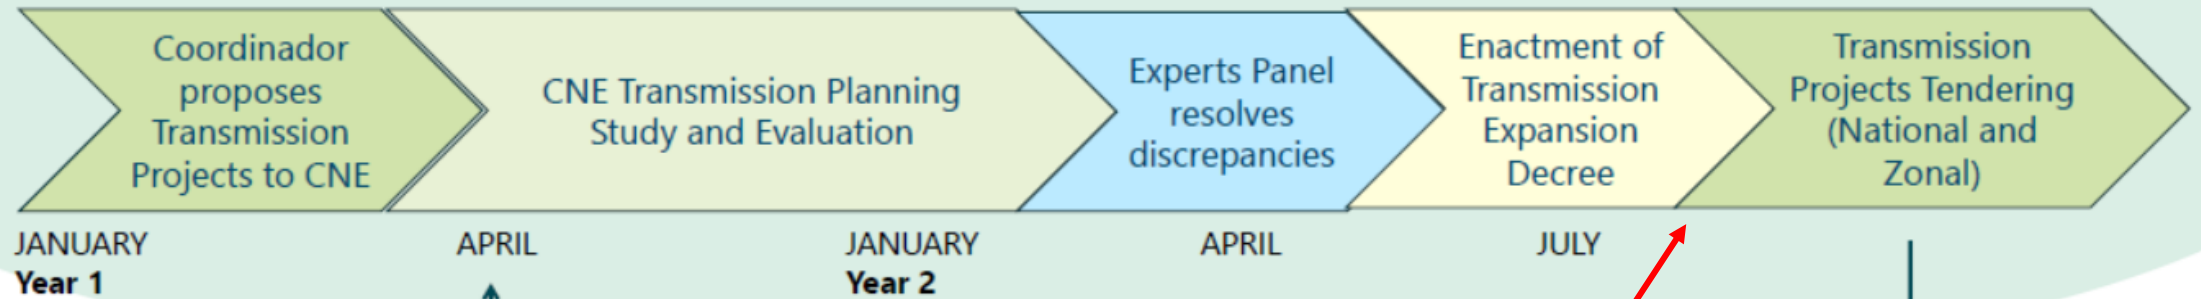 Coordinador
proposes
Transmission
Projects to CNE
CNE Transmission Planning
Study and Evaluation
Experts Panel
resolves
discrepancies
Enactment of
Transmission
Expansion
Decree
Transmission
Projects Tendering
(National and
Zonal)
JANUARY
Year 1
APRIL
JANUARY
Year 2
APRIL
JULY